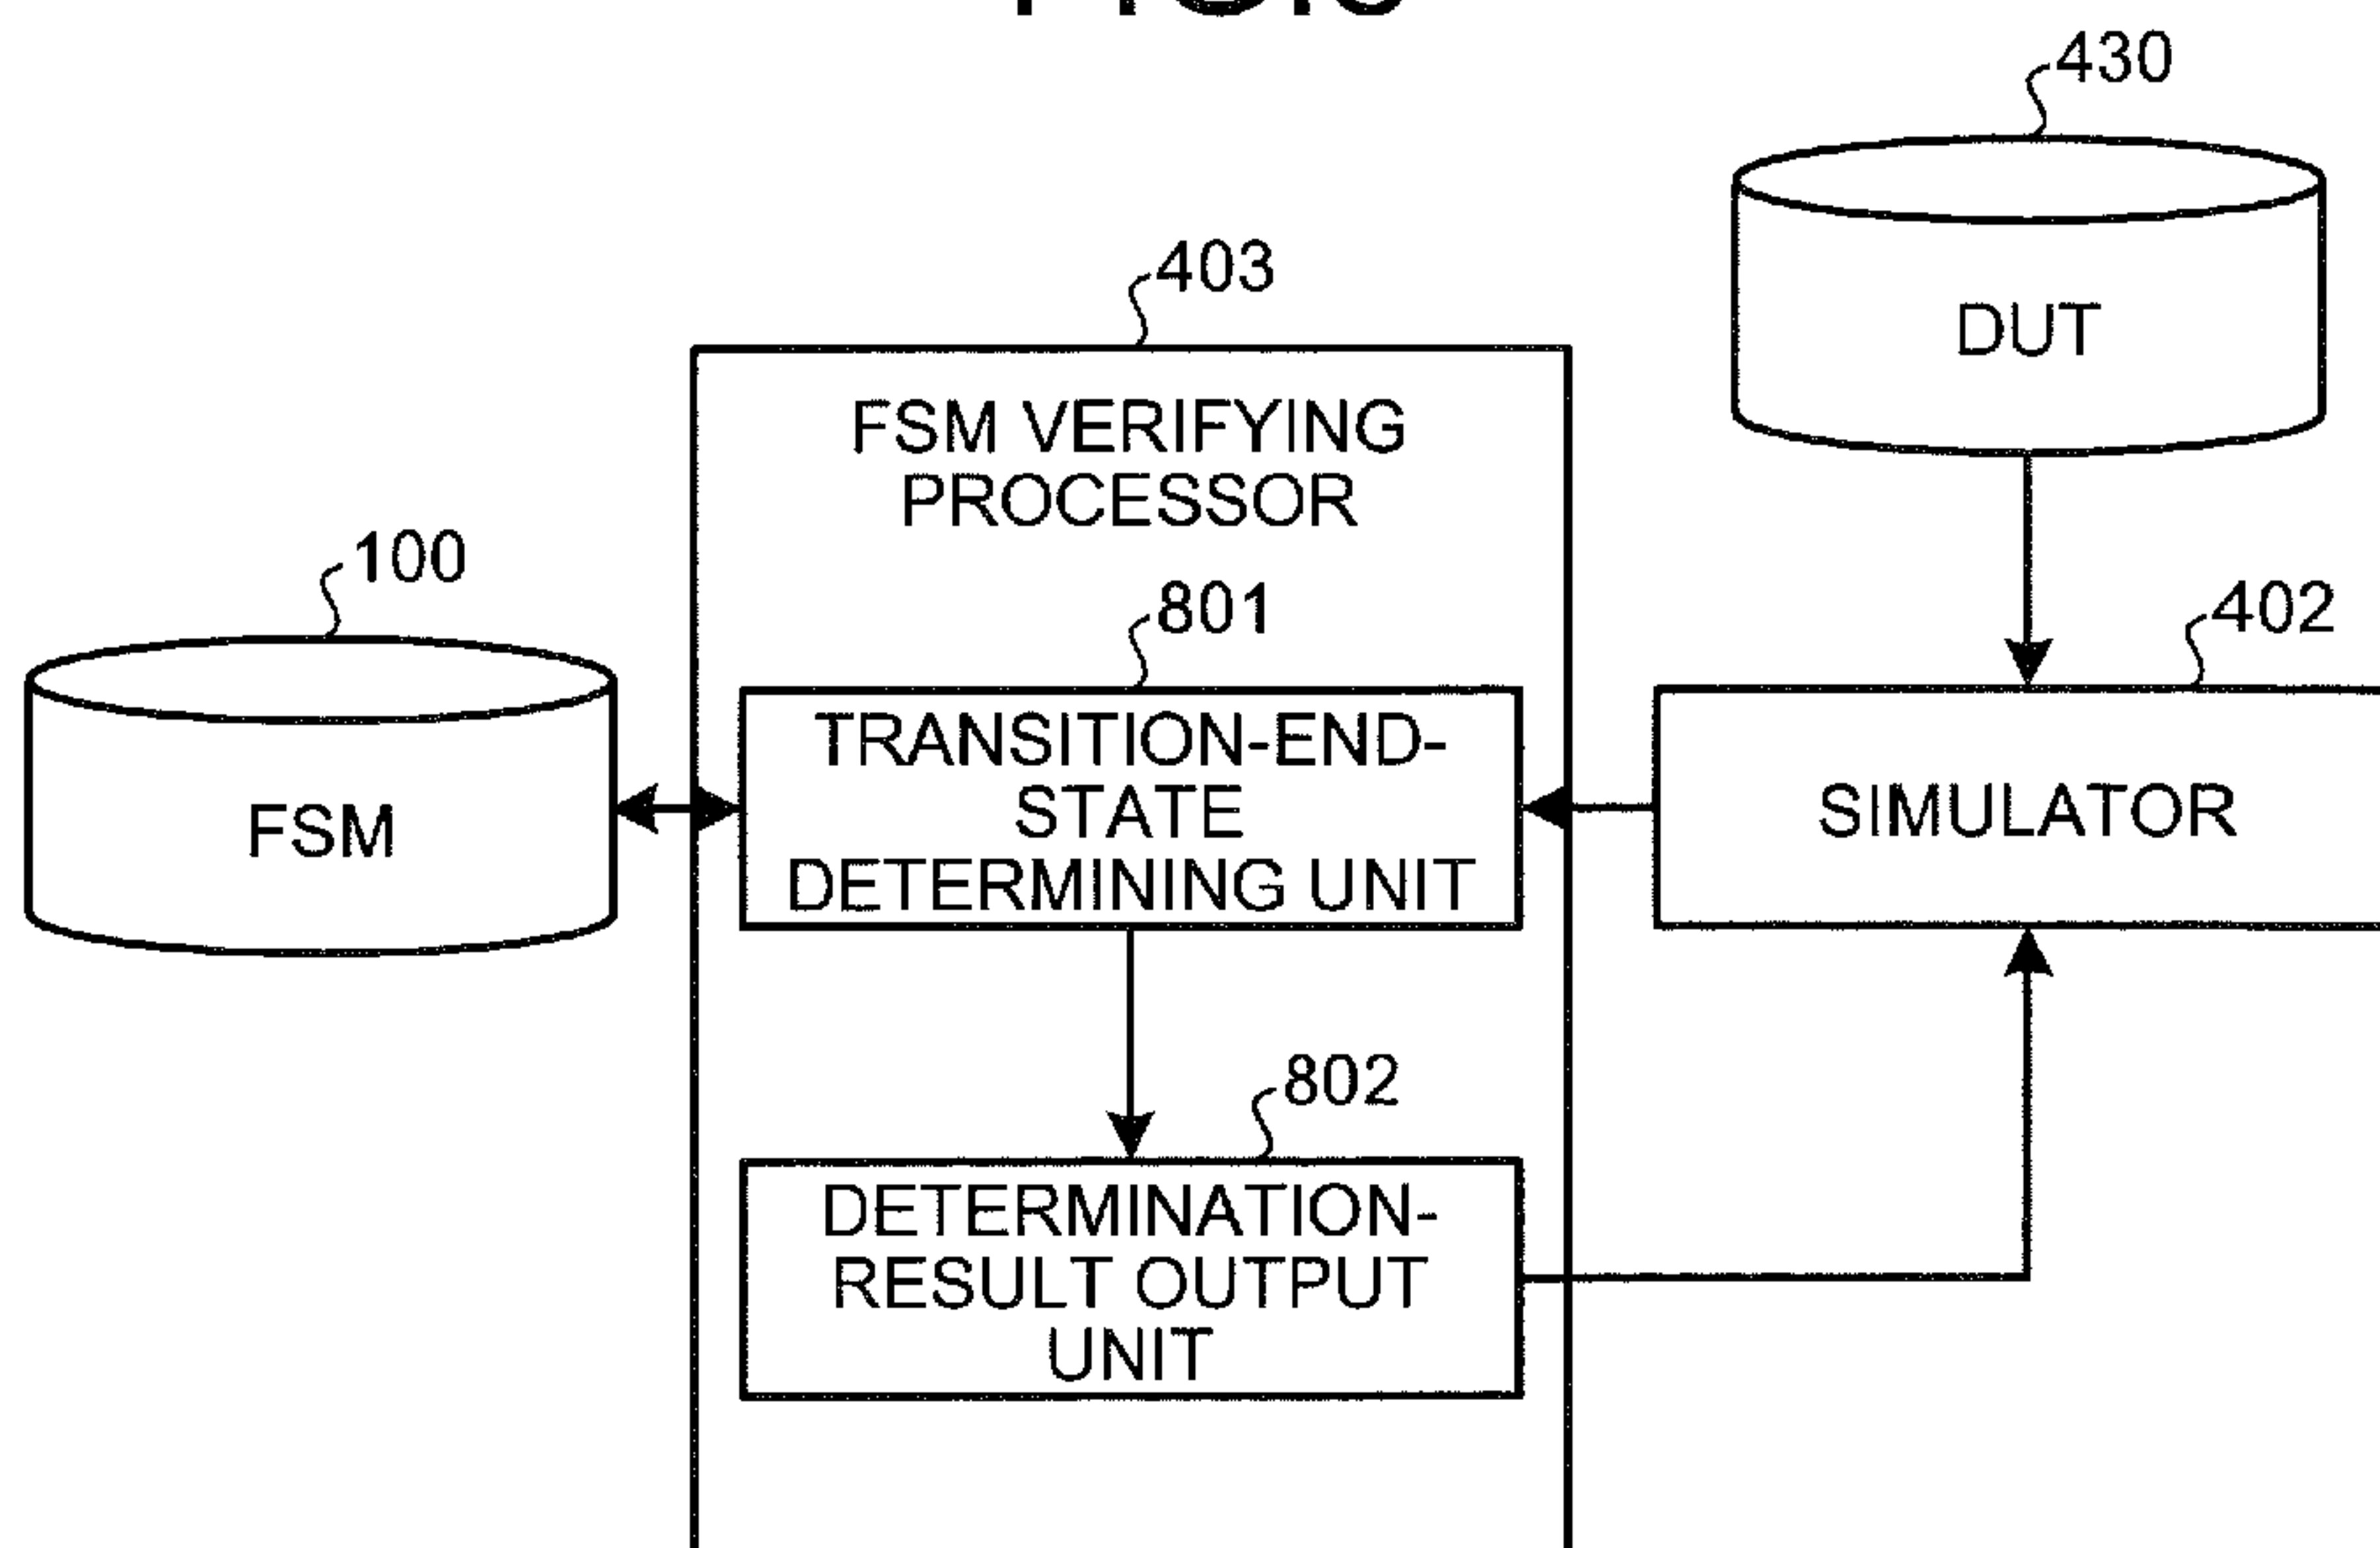 430
403
DUT
FSM VERIFYING
PROCESSOR
100
801
402
TRANSITION-END-
STATE
DETERMINING UNIT
FSM
SIMULATOR
802
DETERMINATION-
RESULT OUTPUT
UNIT